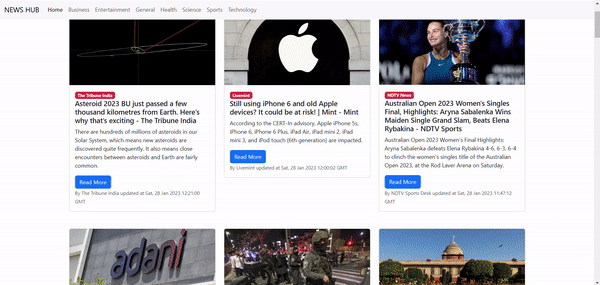 NEWS HUB Home Business Entertainment General Health Science Sports Technology
The Tribune India
Asteroid 2023 BU just passed a few
thousand kilometres from Earth. Here's
why that's exciting - The Tribune India
There are hundreds of millions of asteroids in our
Solar System, which means new asteroids are
discovered quite frequently. It also means close
encounters between asteroids and Earth are fairly
common.
Read More
By The Tribune India updated at Sat, 28 Jan 2023 12:21:00
GMT
Livemint
Still using iPhone 6 and old Apple
devices? It could be at risk! | Mint - Mint
According to the CERT-In advisory, Apple iPhone 5s,
iPhone 6, iPhone 6 Plus, iPad Air, iPad mini 2, iPad
mini 3, and iPod touch (6th generation) are impacted.
Read More
By Livemint updated at Sat, 28 Jan 2023 12:00:02 GMT
NDTV News
Australian Open 2023 Women's Singles
Final, Highlights: Aryna Sabalenka Wins
Maiden Single Grand Slam, Beats Elena
Rybakina - NDTV Sports
Australian Open 2023 Women's Final Highlights:
Aryna Sabalenka defeats Elena Rybakina 4-6, 6-3, 6-4
to clinch the women's singles title of the Australian
Open 2023, at the Rod Laver Arena on Saturday.
Read More
By NDTV Sports Desk updated at Sat, 28 Jan 2023 11:47:12
GMT
adani